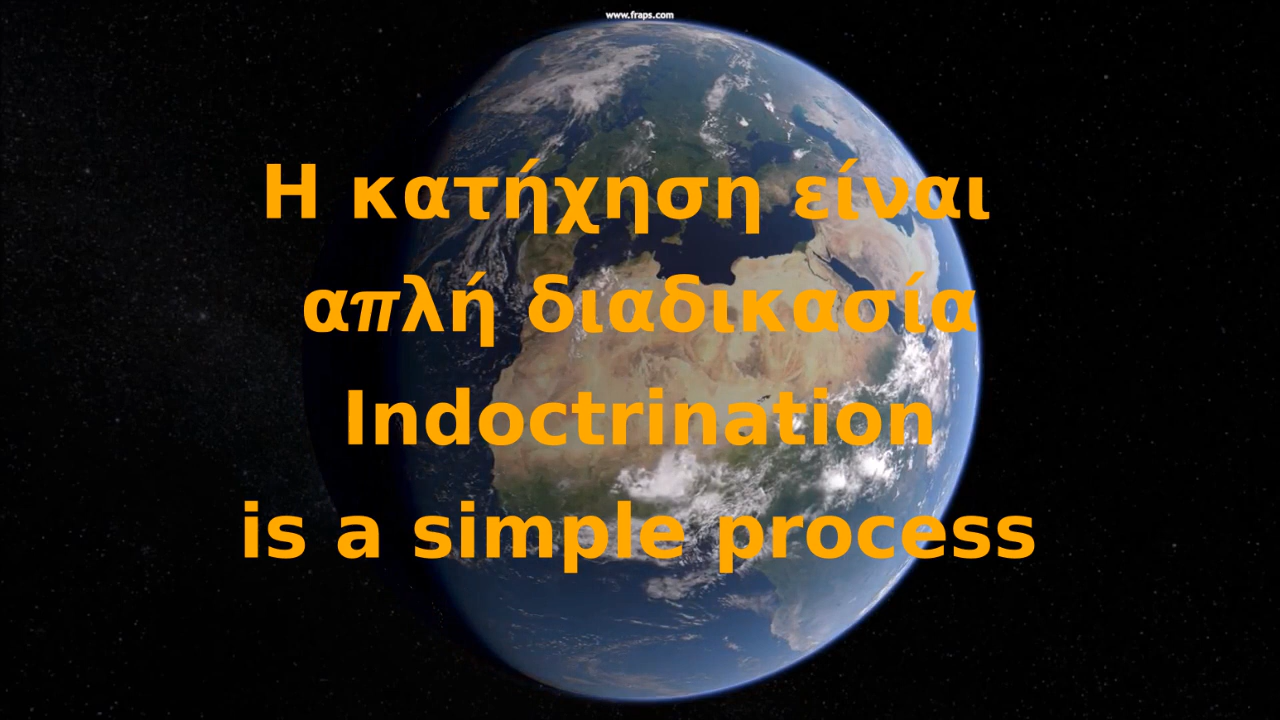 www.fraps.com
Η κατήχηση είναι
απλή διαδικασία
Indoctrination
is a simple process